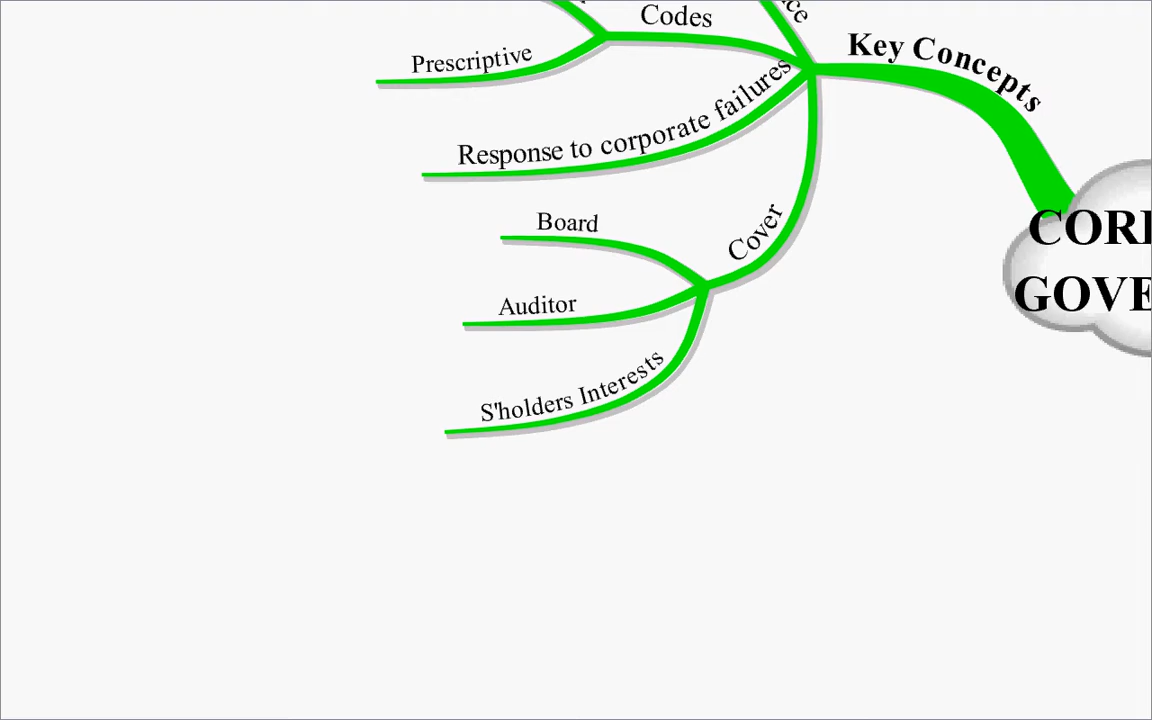 Codes
Prescriptive
Key Concepts
Response to corporate failures
Cover
Board
Auditor
S'holders Interests